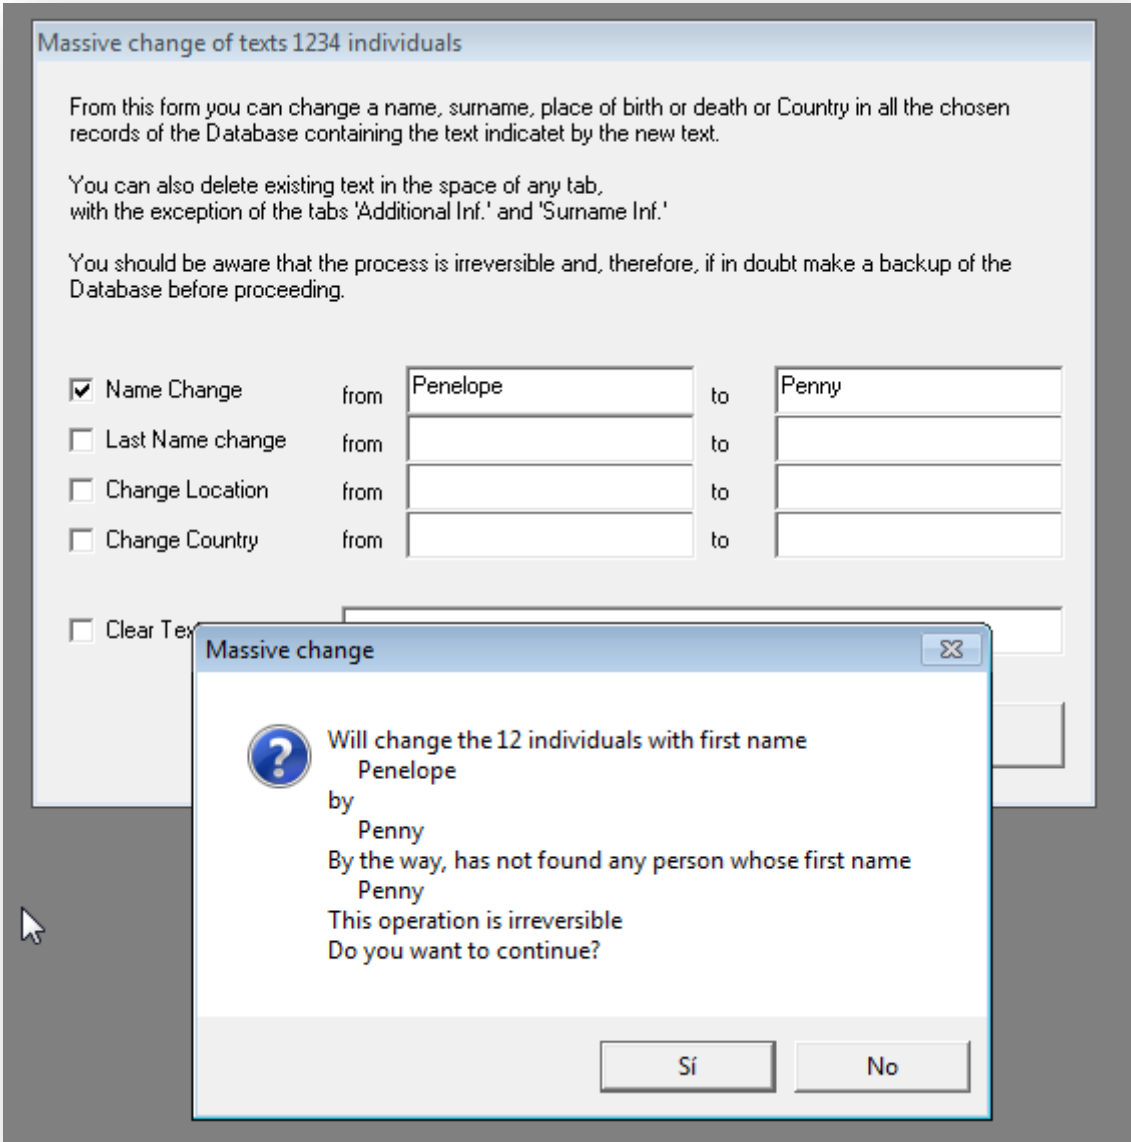 Massive change of texts 1234 individuals
From this form you can change a name, surname, place of birth or death or Country in all the chosen
records of the Database containing the text indicatet by the new text.
You can also delete existing text in the space of any tab,
with the exception of the tabs 'Additional Inf.' and 'Surname Inf.'
You should be aware that the process is irreversible and, therefore, if in doubt make a backup of the
Database before proceeding.
Name Change from Penelope to Penny
Last Name change from to
Change Location from to
Change Country from to
Clear Tex
Massive change
Will change the 12 individuals with first name
Penelope
by
Penny
By the way, has not found any person whose first name
Penny
This operation is irreversible
Do you want to continue?
Sí No